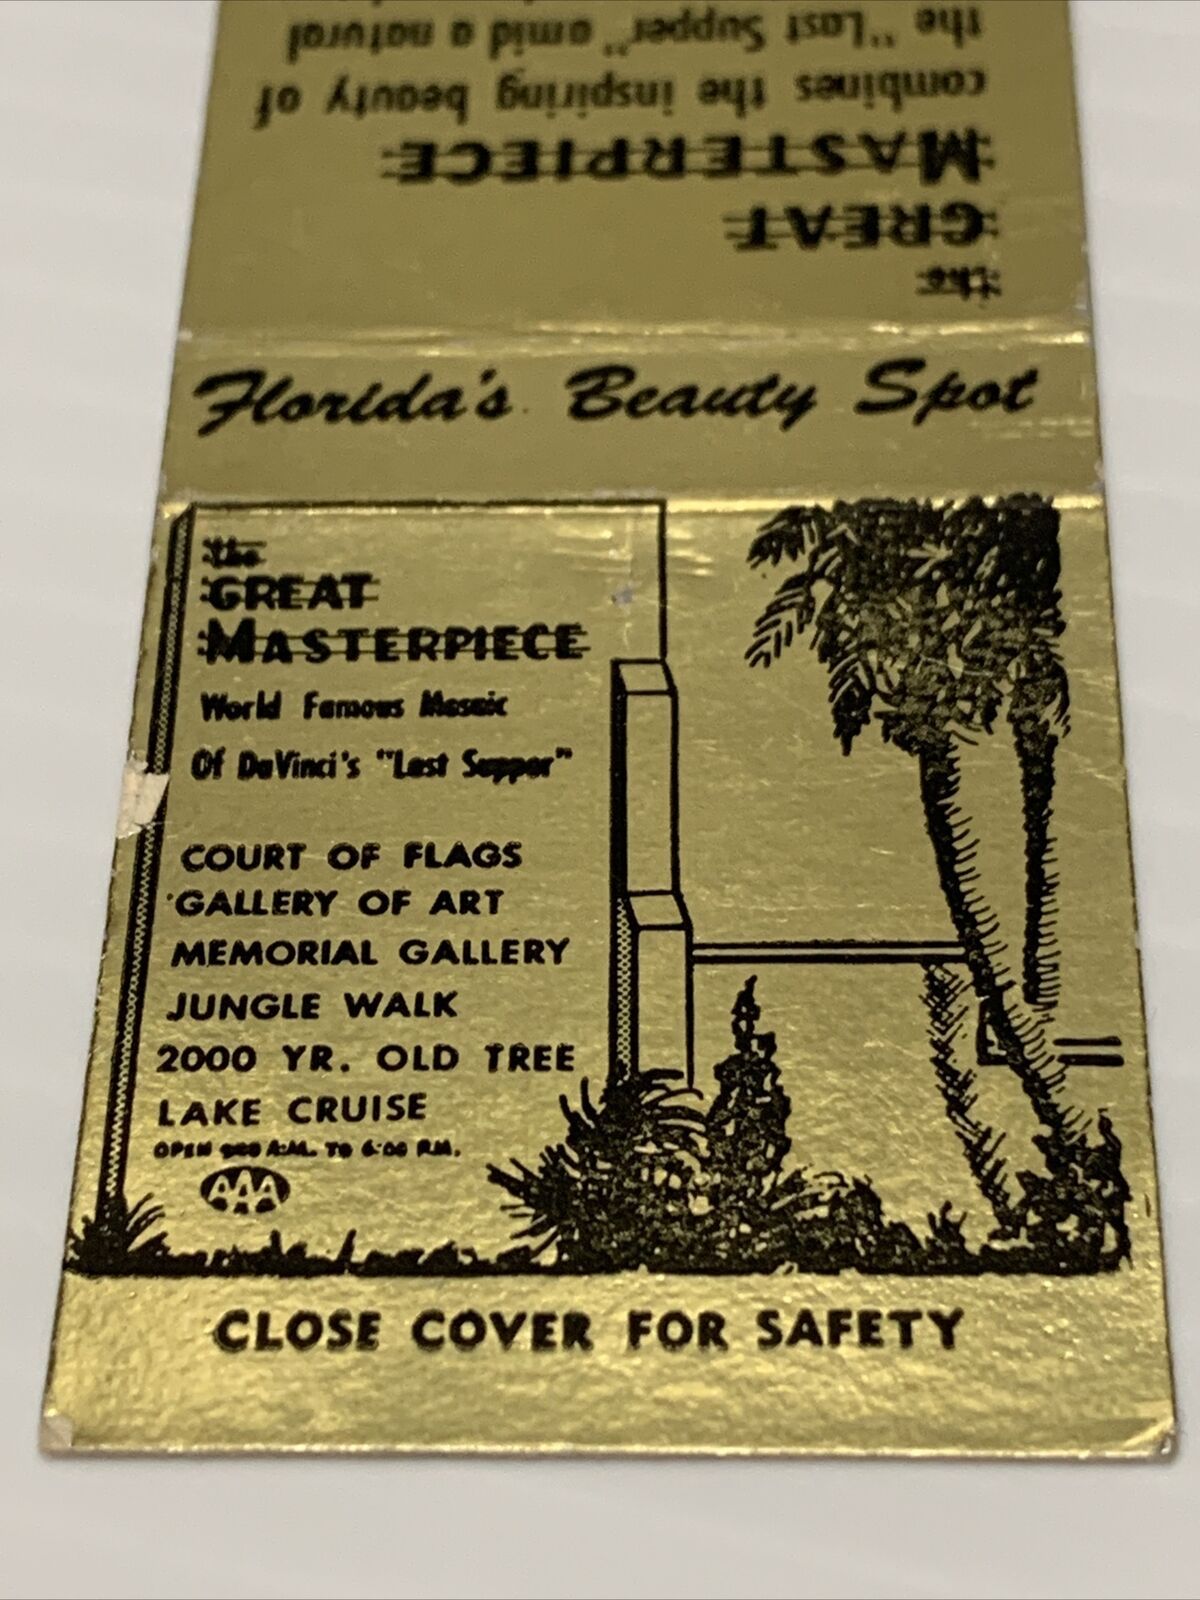 the
GREAT
MASTERPIECE
combines the inspiring beauty of
the "Last Supper" amid a natural
Florida's Beauty Spot
the
GREAT
MASTERPIECE
World Famous Mosaic
Of DaVinci's "Last Supper"
COURT OF FLAGS
GALLERY OF ART
MEMORIAL GALLERY
JUNGLE WALK
2000 YR. OLD TREE
LAKE CRUISE
OPEN A.M. TO 6:00 P.M.
AAA
CLOSE COVER FOR SAFETY